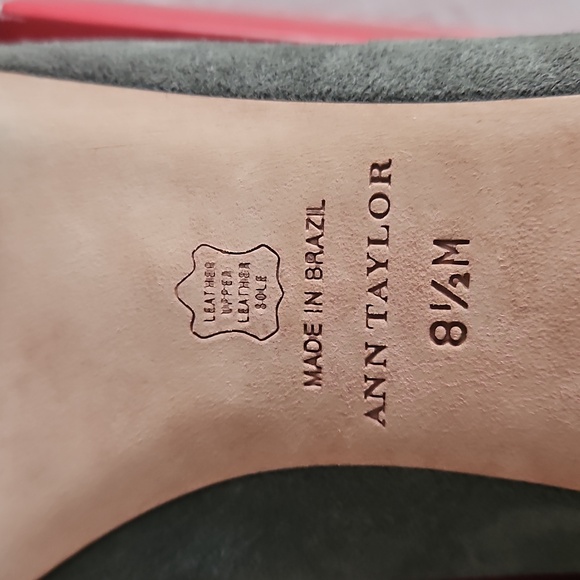 LEATHER
UPPER
LEATHER
SOLE
MADE IN BRAZIL
ANN TAYLOR
8½M